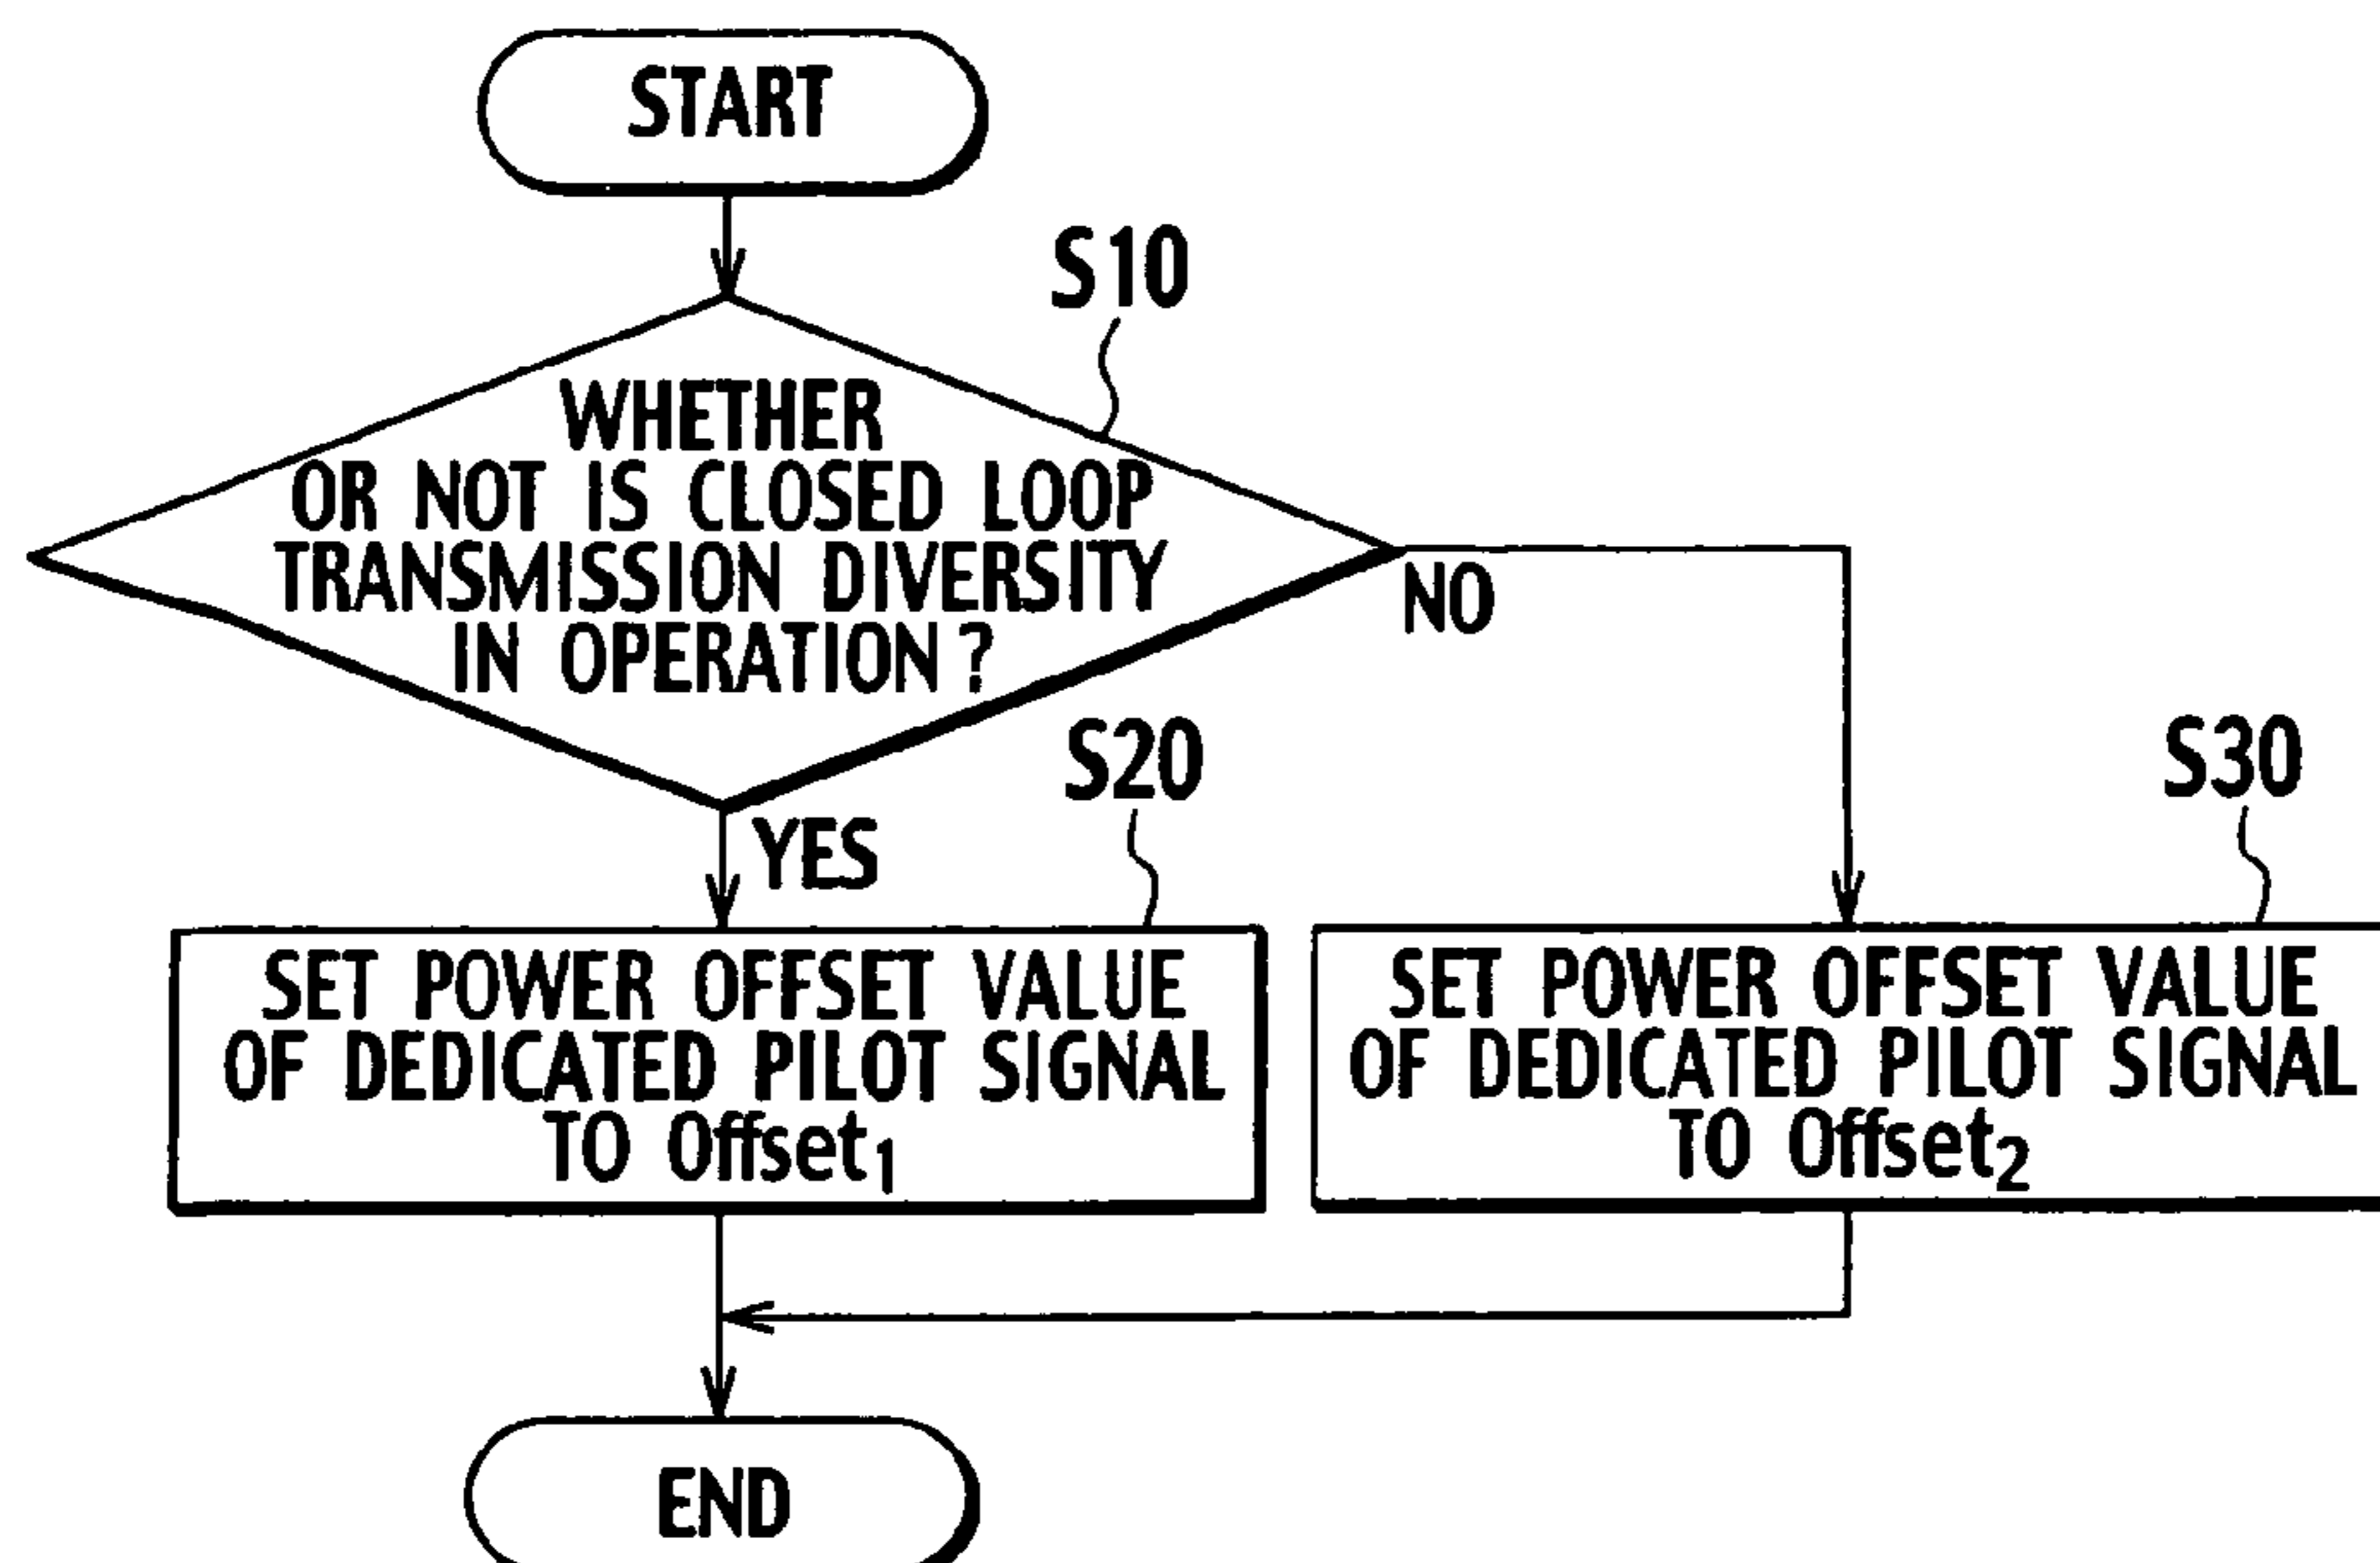 START
S10
WHETHER
OR NOT IS CLOSED LOOP
TRANSMISSION DIVERSITY
IN OPERATION?
NO
YES
S20
SET POWER OFFSET VALUE
OF DEDICATED PILOT SIGNAL
TO Offset₁
S30
SET POWER OFFSET VALUE
OF DEDICATED PILOT SIGNAL
TO Offset₂
END